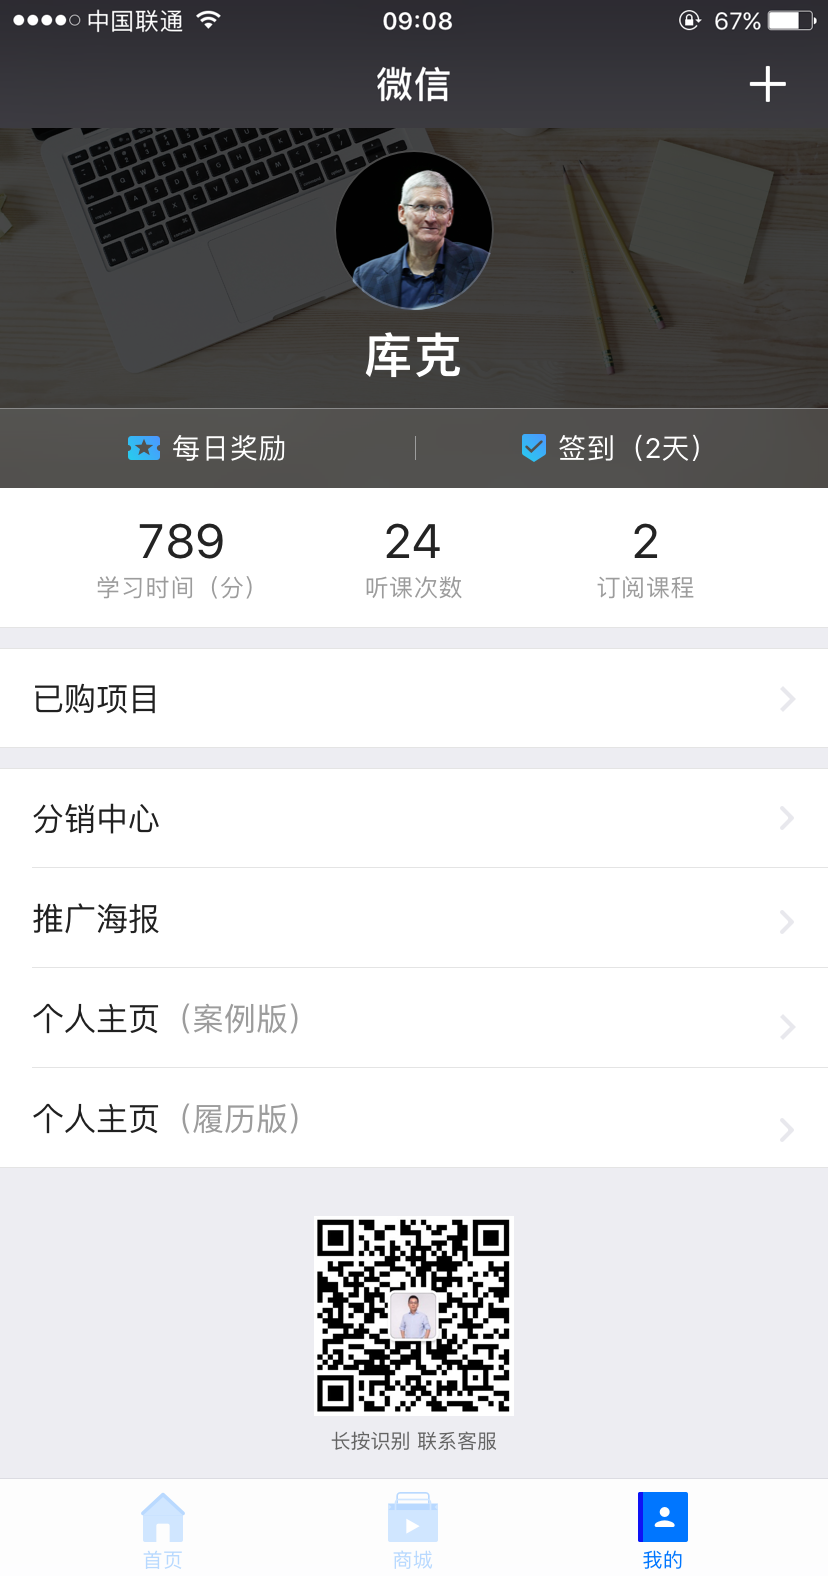 中国联通 09:08 67%
微信
库克
每日奖励 签到（2天）
789 24 2
学习时间（分） 听课次数 订阅课程
已购项目
分销中心
推广海报
个人主页（案例版）
个人主页（履历版）
长按识别 联系客服
首页 商城 我的